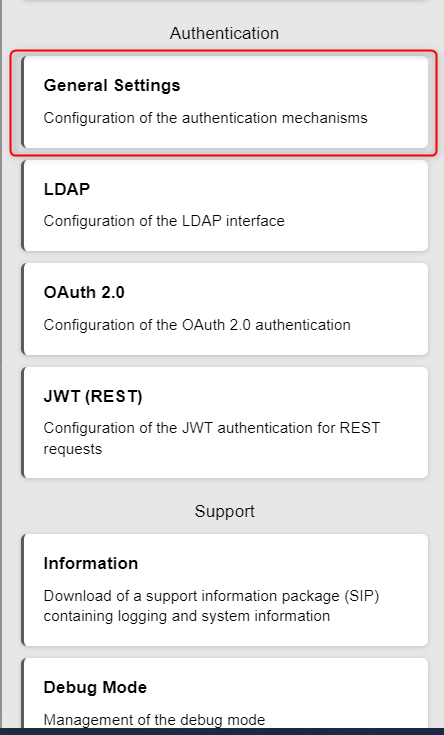 Authentication
General Settings
Configuration of the authentication mechanisms
LDAP
Configuration of the LDAP interface
OAuth 2.0
Configuration of the OAuth 2.0 authentication
JWT (REST)
Configuration of the JWT authentication for REST
requests
Support
Information
Download of a support information package (SIP)
containing logging and system information
Debug Mode
Management of the debug mode